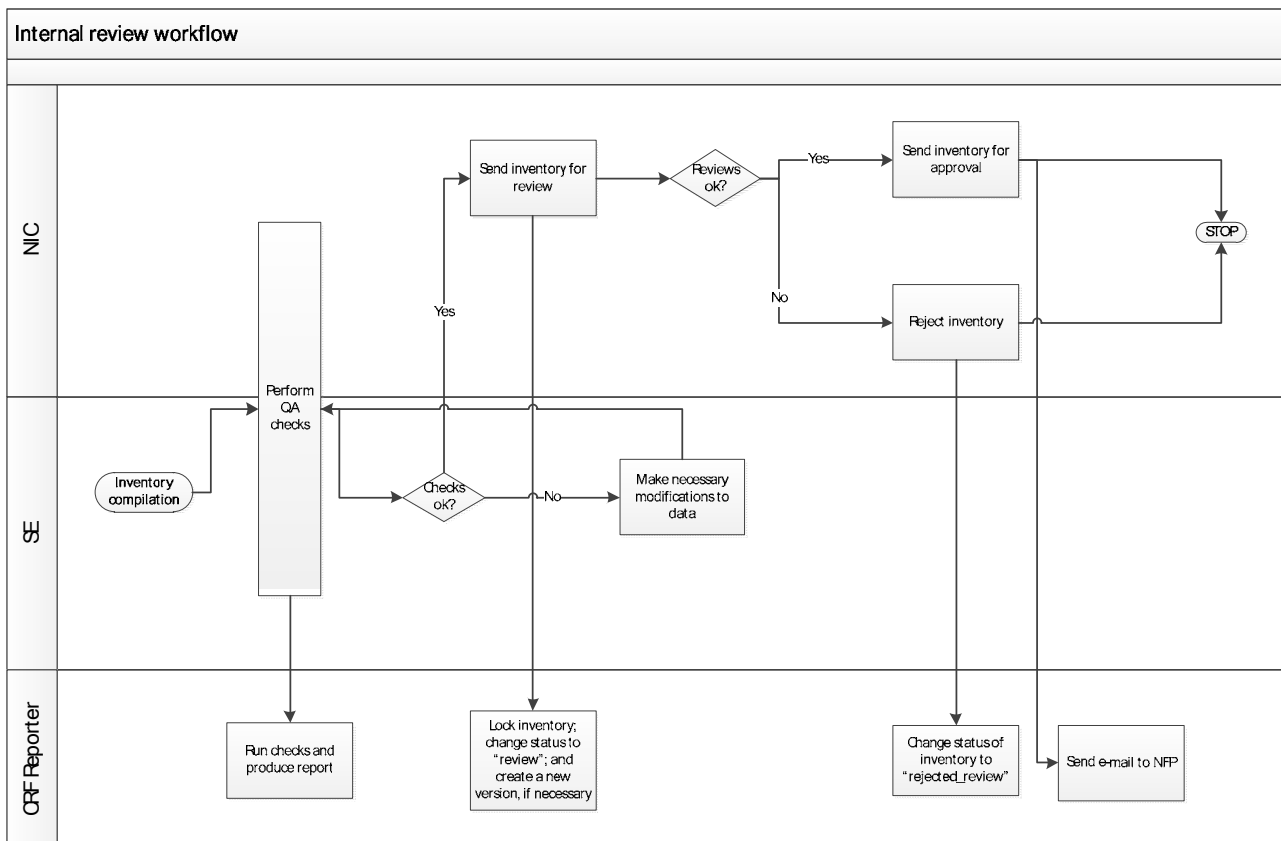 Internal review workflow
NIC
Send inventory for
review
Reviews
ok?
Yes
Send inventory for
approval
STOP
No
Reject inventory
Yes
Perform
QA
checks
SE
Inventory
compilation
Checks
ok?
No
Make necessary
modifications to
data
CRF Reporter
Run checks and
produce report
Lock inventory;
change status to
“review”; and
create a new
version, if necessary
Change status of
inventory to
“rejected_review”
Send e-mail to NFP